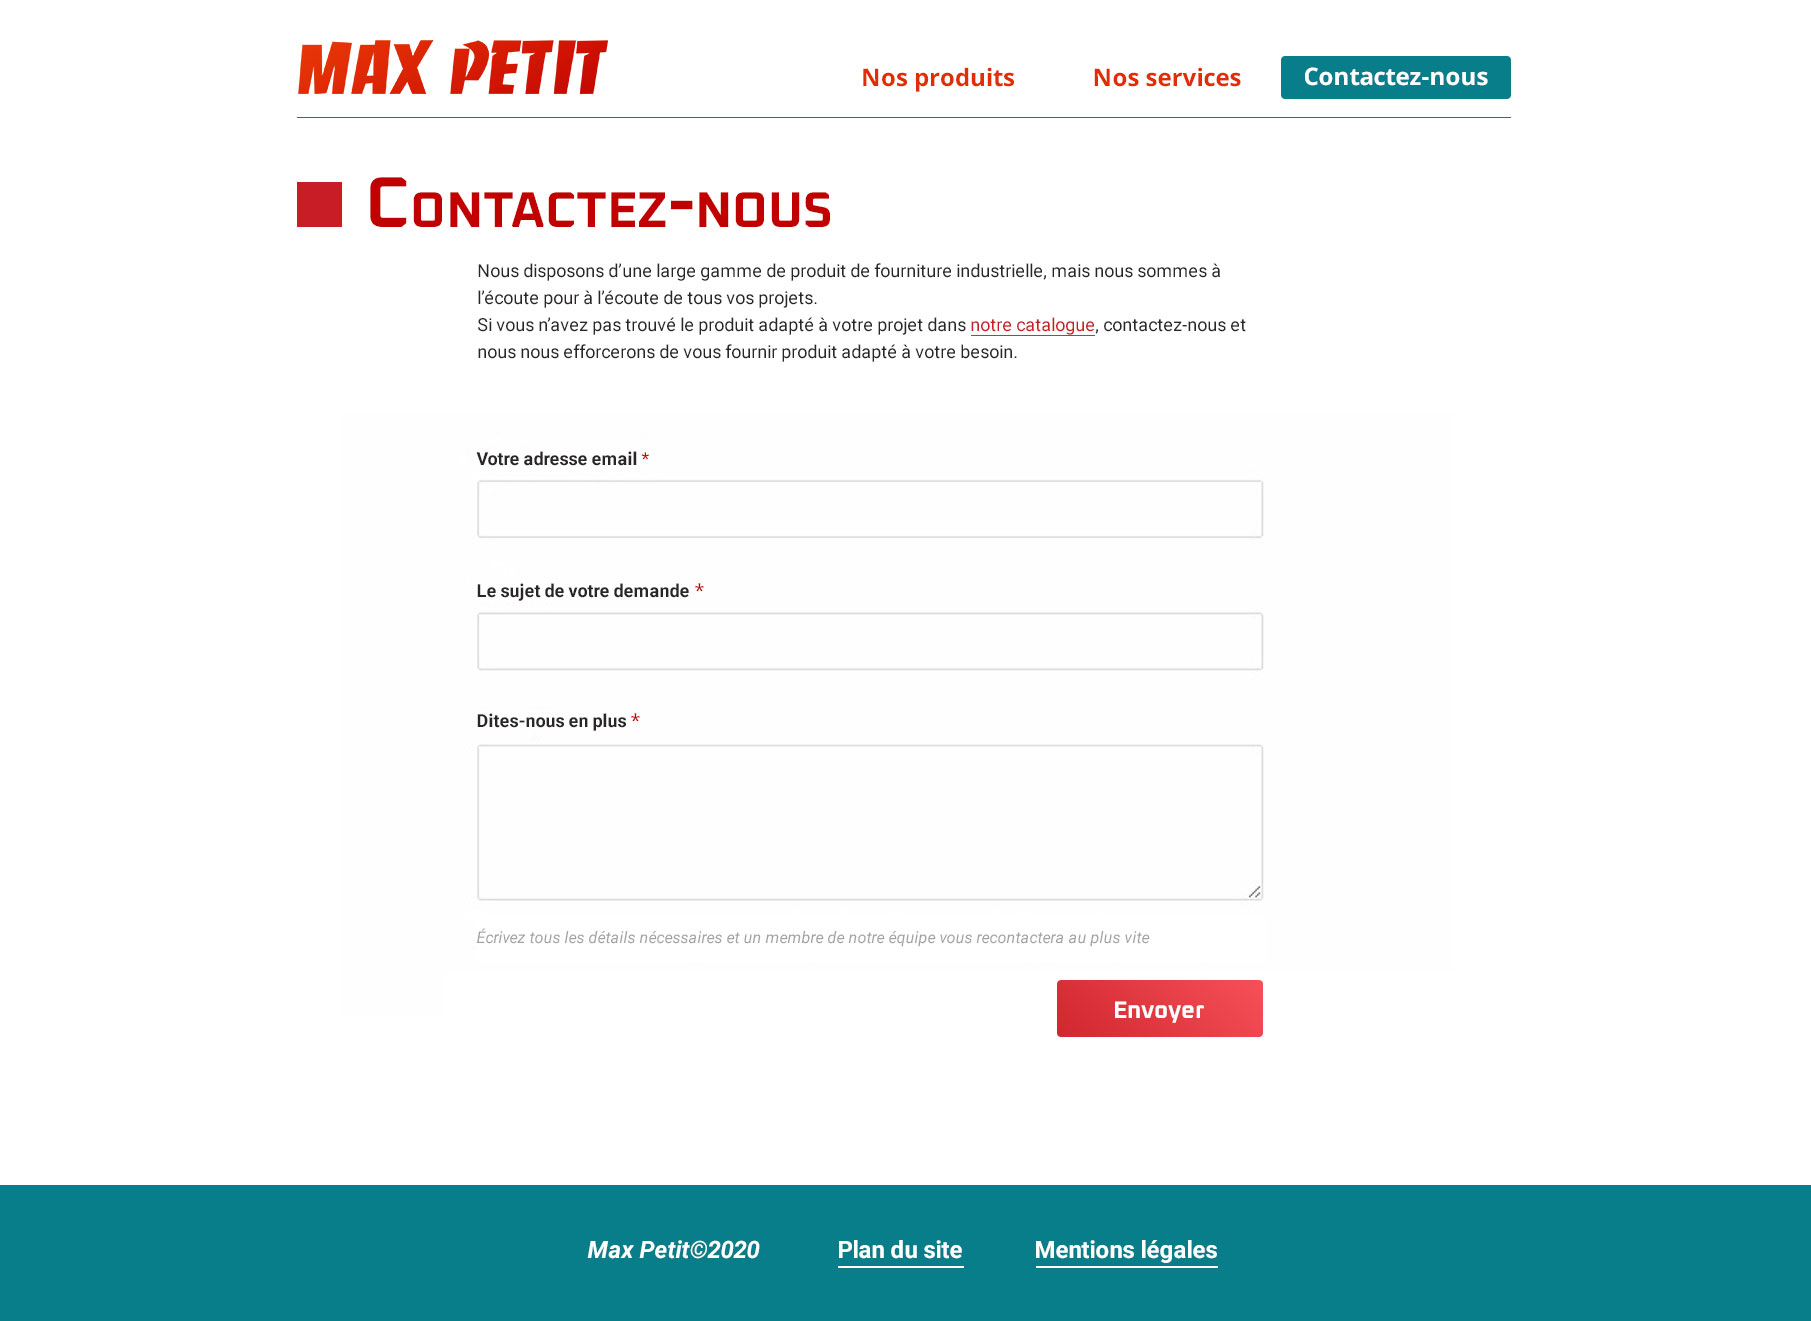 MAX PETIT
Nos produits
Nos services
Contactez-nous
Contactez-nous
Nous disposons d’une large gamme de produit de fourniture industrielle, mais nous sommes à
l’écoute pour à l’écoute de tous vos projets.
Si vous n’avez pas trouvé le produit adapté à votre projet dans notre catalogue, contactez-nous et
nous nous efforcerons de vous fournir produit adapté à votre besoin.
Votre adresse email *
Le sujet de votre demande *
Dites-nous en plus *
Écrivez tous les détails nécessaires et un membre de notre équipe vous recontactera au plus vite
Envoyer
Max Petit©2020
Plan du site
Mentions légales